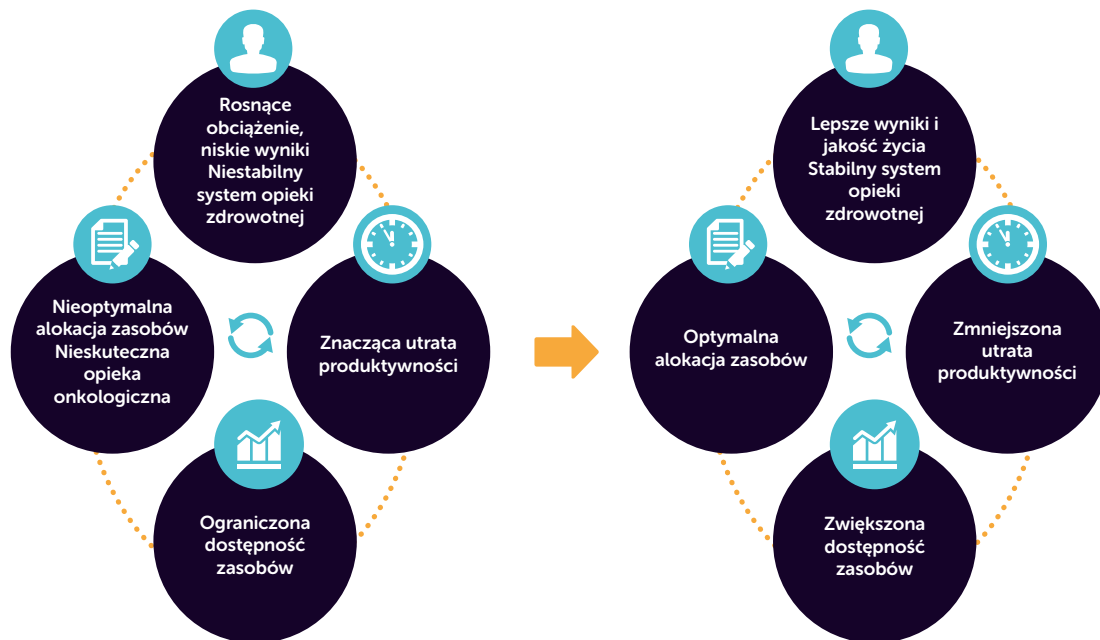 Rosnące
obciążenie,
niskie wyniki
Niestabilny
system opieki
zdrowotnej
Nieoptymalna
alokacja zasobów
Nieskuteczna
opieka
onkologiczna
Znacząca utrata
produktywności
Ograniczona
dostępność
zasobów
Lepsze wyniki i
jakość życia
Stabilny system
opieki
zdrowotnej
Optymalna
alokacja zasobów
Zmniejszona
utrata
produktywności
Zwiększona
dostępność
zasobów